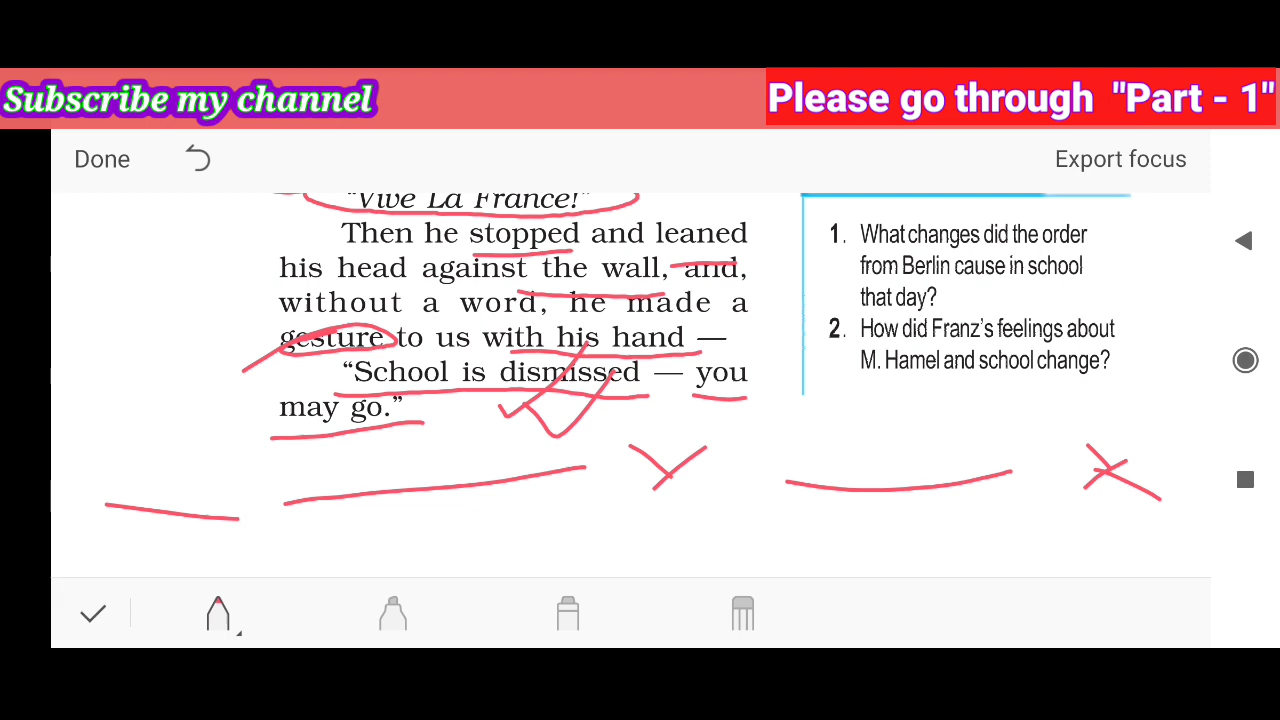 Subscribe my channel
Please go through "Part - 1"
Done
Export focus
"Vive La France!"
Then he stopped and leaned
his head against the wall, and,
without a word, he made a
gesture to us with his hand —
"School is dismissed — you
may go."
1. What changes did the order
from Berlin cause in school
that day?
2. How did Franz's feelings about
M. Hamel and school change?